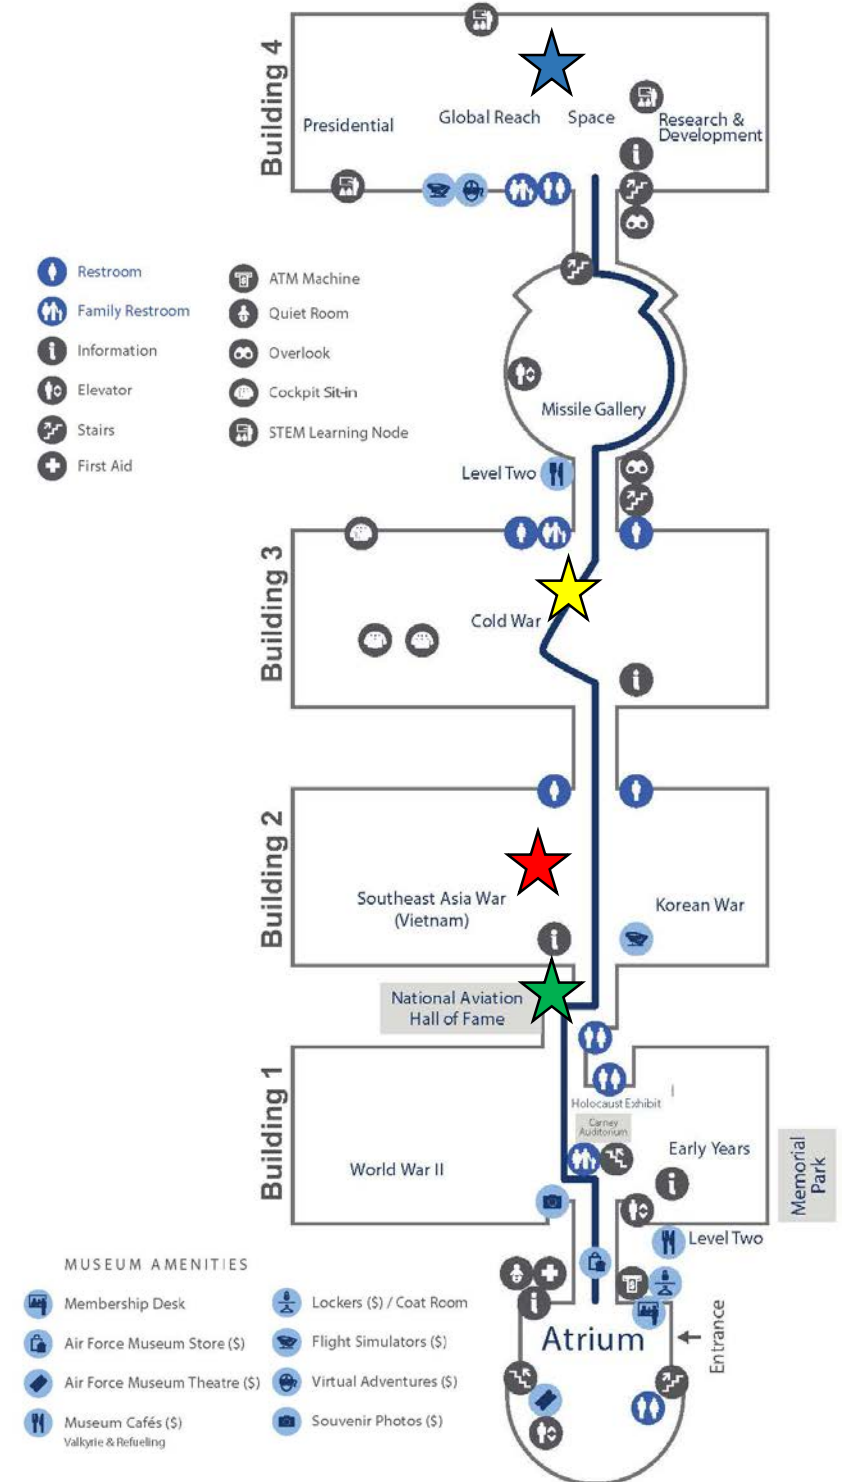 Building 4
Presidential
Global Reach
Space
Research &
Development
Restroom
Family Restroom
Information
Elevator
Stairs
First Aid
ATM Machine
Quiet Room
Overlook
Cockpit Sit-in
STEM Learning Node
Missile Gallery
Level Two
Building 3
Cold War
Building 2
Southeast Asia War
(Vietnam)
Korean War
National Aviation
Hall of Fame
Building 1
Holocaust Exhibit
Carney
Auditorium
Early Years
World War II
Memorial
Park
Level Two
MUSEUM AMENITIES
Membership Desk
Air Force Museum Store ($)
Air Force Museum Theatre ($)
Museum Cafés ($)
Valkyrie & Refueling
Lockers ($) / Coat Room
Flight Simulators ($)
Virtual Adventures ($)
Souvenir Photos ($)
Atrium
Entrance